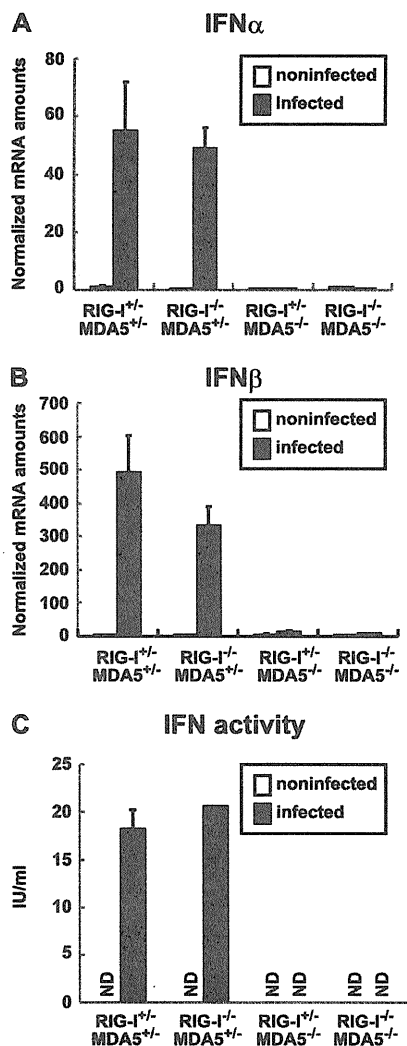 A IFNα
Normalized mRNA amounts
80
60
40
20
0
noninfected
Infected
RIG-I+/- RIG-I-/- RIG-I+/- RIG-I-/-
MDA5+/- MDA5+/- MDA5-/- MDA5-/-
B IFNβ
Normalized mRNA amounts
700
600
500
400
300
200
100
0
noninfected
infected
RIG-I+/- RIG-I-/- RIG-I+/- RIG-I-/-
MDA5+/- MDA5+/- MDA5-/- MDA5-/-
C IFN activity
IU/ml
25
20
15
10
5
0
noninfected
infected
ND ND ND ND ND ND
RIG-I+/- RIG-I-/- RIG-I+/- RIG-I-/-
MDA5+/- MDA5+/- MDA5-/- MDA5-/-